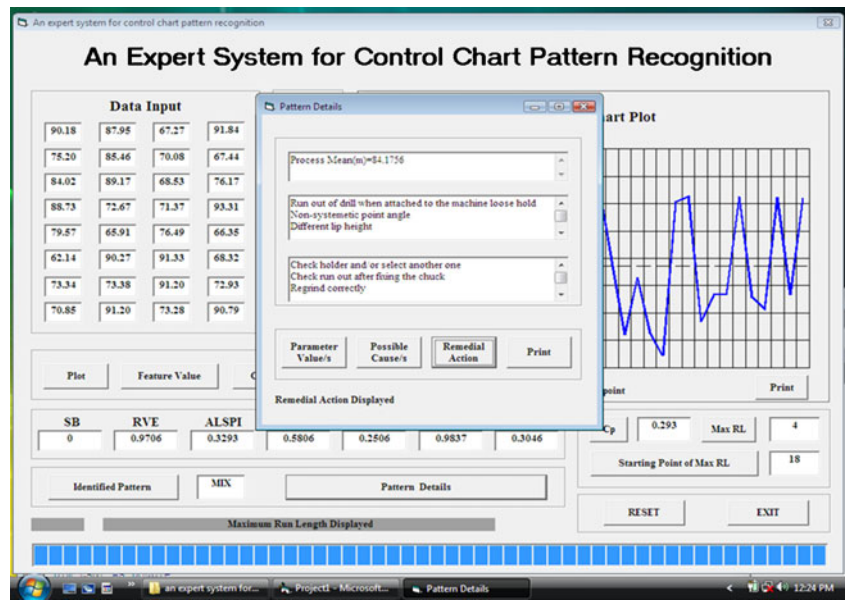 An expert system for control chart pattern recognition
An Expert System for Control Chart Pattern Recognition
Data Input
90.18 87.95 67.27 91.84
75.20 85.46 70.08 67.44
84.02 89.17 68.53 76.17
88.73 72.67 71.37 93.31
79.57 65.91 76.49 66.35
62.14 90.27 91.33 68.32
73.34 73.38 91.20 72.93
70.85 91.20 73.28 90.79
Pattern Details
Process Mean(m)=84.1756
Run out of drill when attached to the machine loose hold
Non-systemetic point angle
Different lip height
Check holder and/or select another one
Check run out after fixing the chuck
Regrind correctly
Parameter Value/s
Possible Cause/s
Remedial Action
Print
Remedial Action Displayed
art Plot
point
Print
Plot
Feature Value
SB RVE ALSPI
0 0.9706 0.3293 0.5806 0.2506 0.9837 0.3046
Cp 0.293 Max RL 4
Starting Point of Max RL 18
Identified Pattern MIX Pattern Details
Maximum Run Length Displayed
RESET EXIT
an expert system for...
Project1 - Microsoft...
Pattern Details
12:24 PM